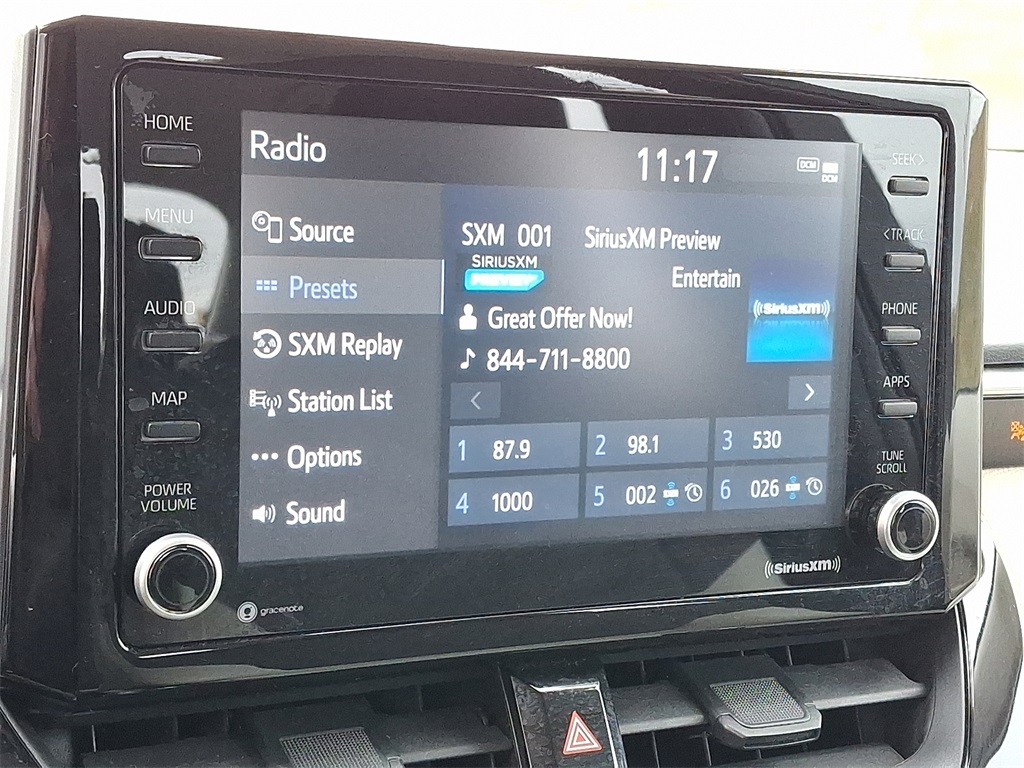 HOME
MENU
AUDIO
MAP
POWER
VOLUME
Radio
11:17
DCM
DCM
Source
Presets
SXM Replay
Station List
Options
Sound
SXM 001 SiriusXM Preview
SIRIUSXM
PREVIEW
Entertain
Great Offer Now!
844-711-8800
((SiriusXM))
< >
1 87.9
2 98.1
3 530
4 1000
5 002
6 026
SEEK>
<TRACK
PHONE
APPS
TUNE
SCROLL
gracenote
((SiriusXM))